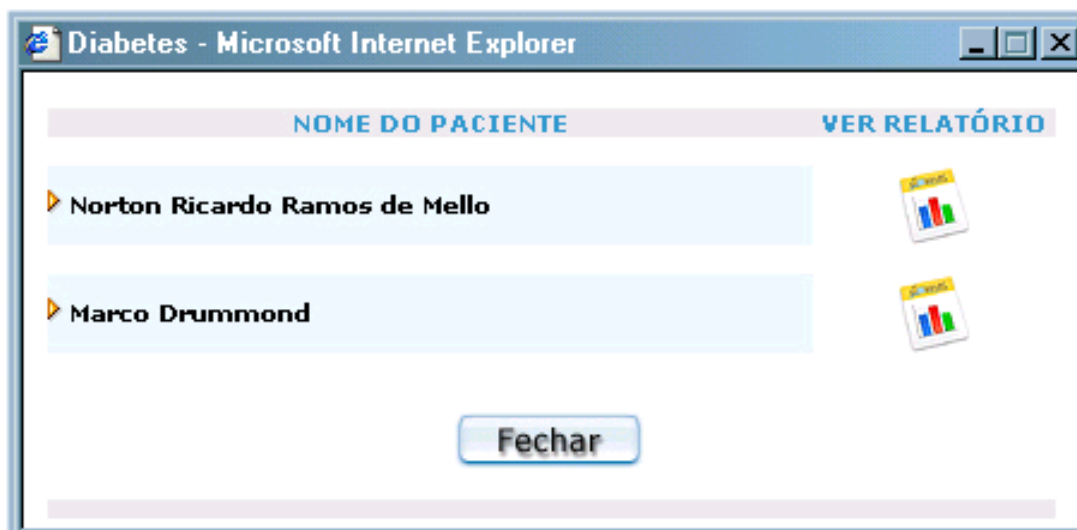 Diabetes - Microsoft Internet Explorer
NOME DO PACIENTE VER RELATÓRIO
Norton Ricardo Ramos de Mello
Marco Drummond
Fechar